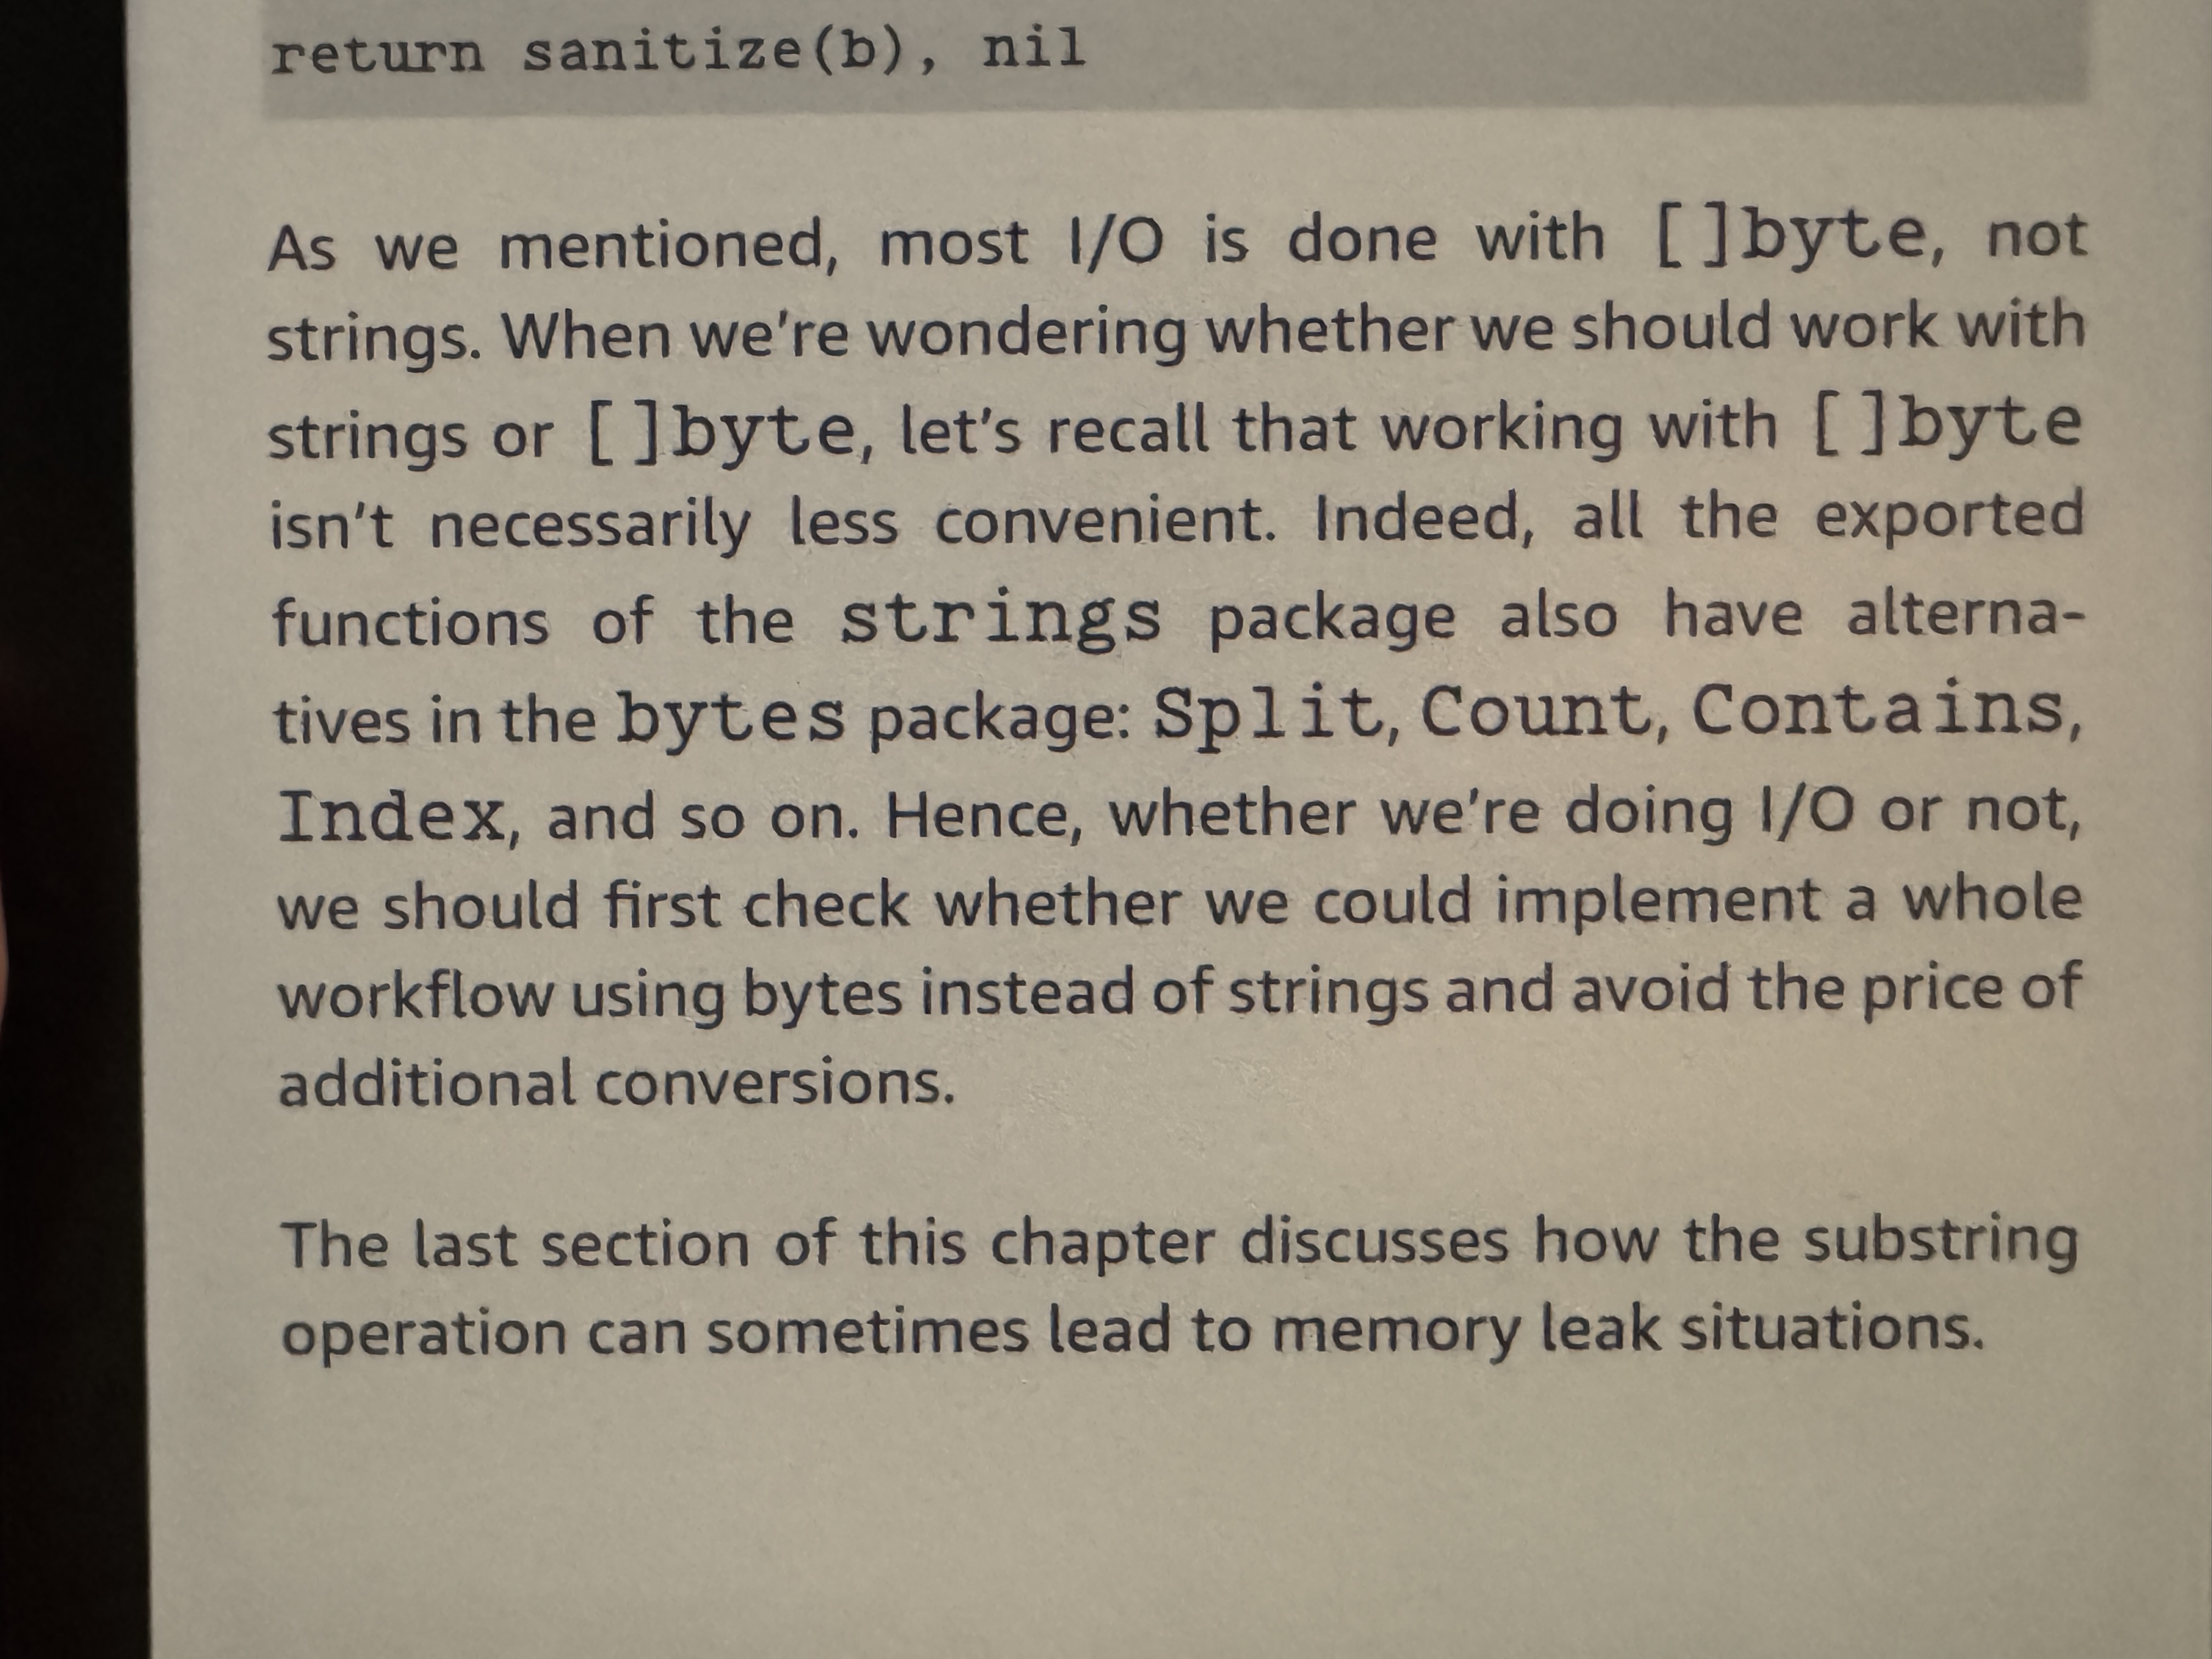 return sanitize(b), nil
As we mentioned, most I/O is done with []byte, not
strings. When we're wondering whether we should work with
strings or []byte, let's recall that working with []byte
isn't necessarily less convenient. Indeed, all the exported
functions of the strings package also have alterna-
tives in the bytes package: Split, Count, Contains,
Index, and so on. Hence, whether we're doing I/O or not,
we should first check whether we could implement a whole
workflow using bytes instead of strings and avoid the price of
additional conversions.
The last section of this chapter discusses how the substring
operation can sometimes lead to memory leak situations.